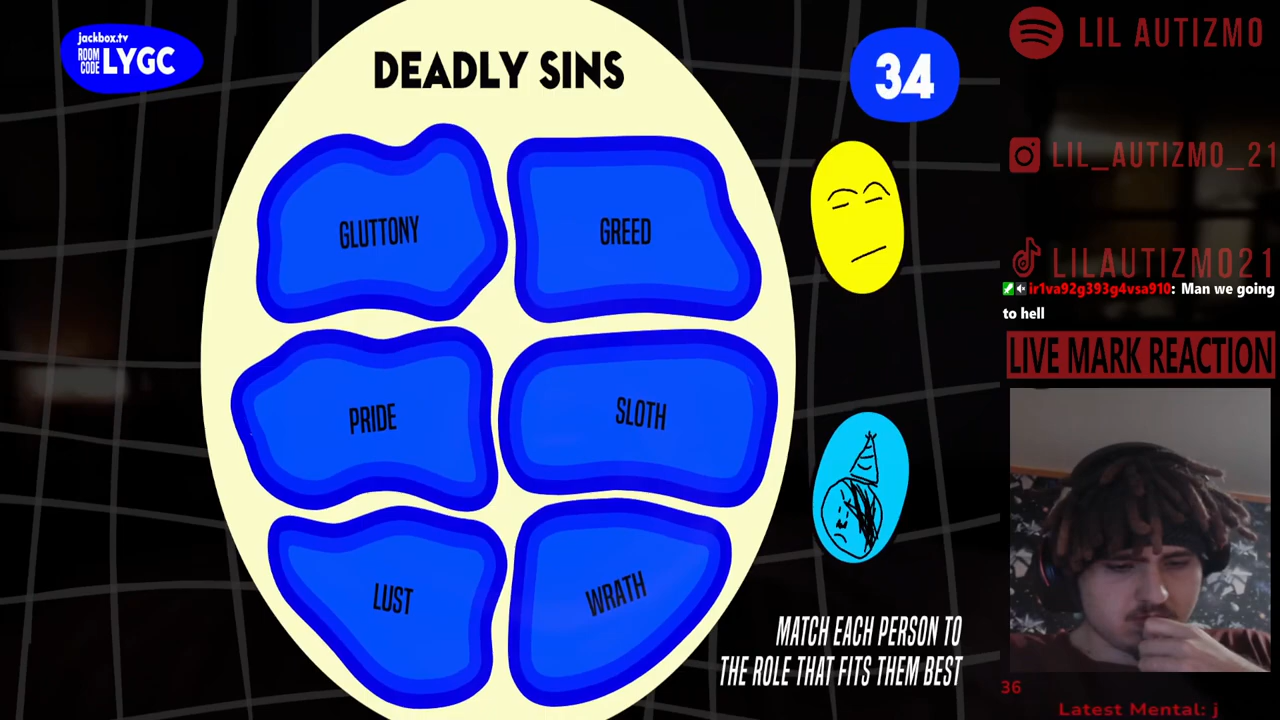 jackbox.tv
ROOM CODE LYGC
DEADLY SINS
34
GLUTTONY
GREED
PRIDE
SLOTH
LUST
WRATH
MATCH EACH PERSON TO
THE ROLE THAT FITS THEM BEST
LIL AUTIZMO
LIL_AUTIZMO_21
LILAUTIZMO21
ir1va92g393g4vsa910: Man we going
to hell
LIVE MARK REACTION
36
Latest Mental: j